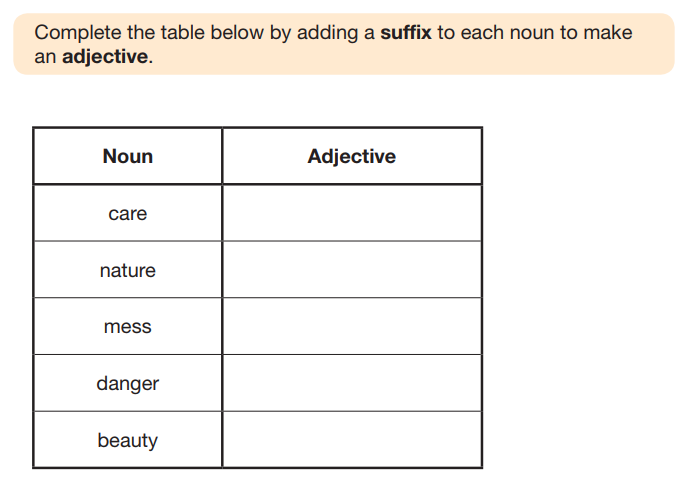 Complete the table below by adding a suffix to each noun to make
an adjective.
Noun Adjective
care
nature
mess
danger
beauty